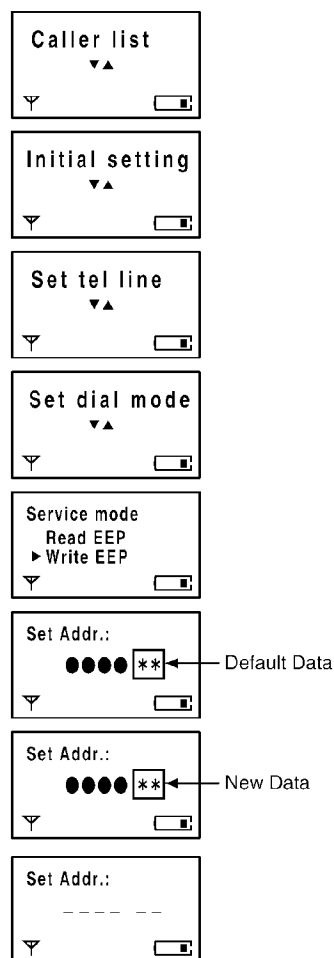 Caller list
▼▲
Initial setting
▼▲
Set tel line
▼▲
Set dial mode
▼▲
Service mode
Read EEP
►Write EEP
Set Addr.:
●●●● ** Default Data
Set Addr.:
●●●● ** New Data
Set Addr.:
_ _ _ _ _ _